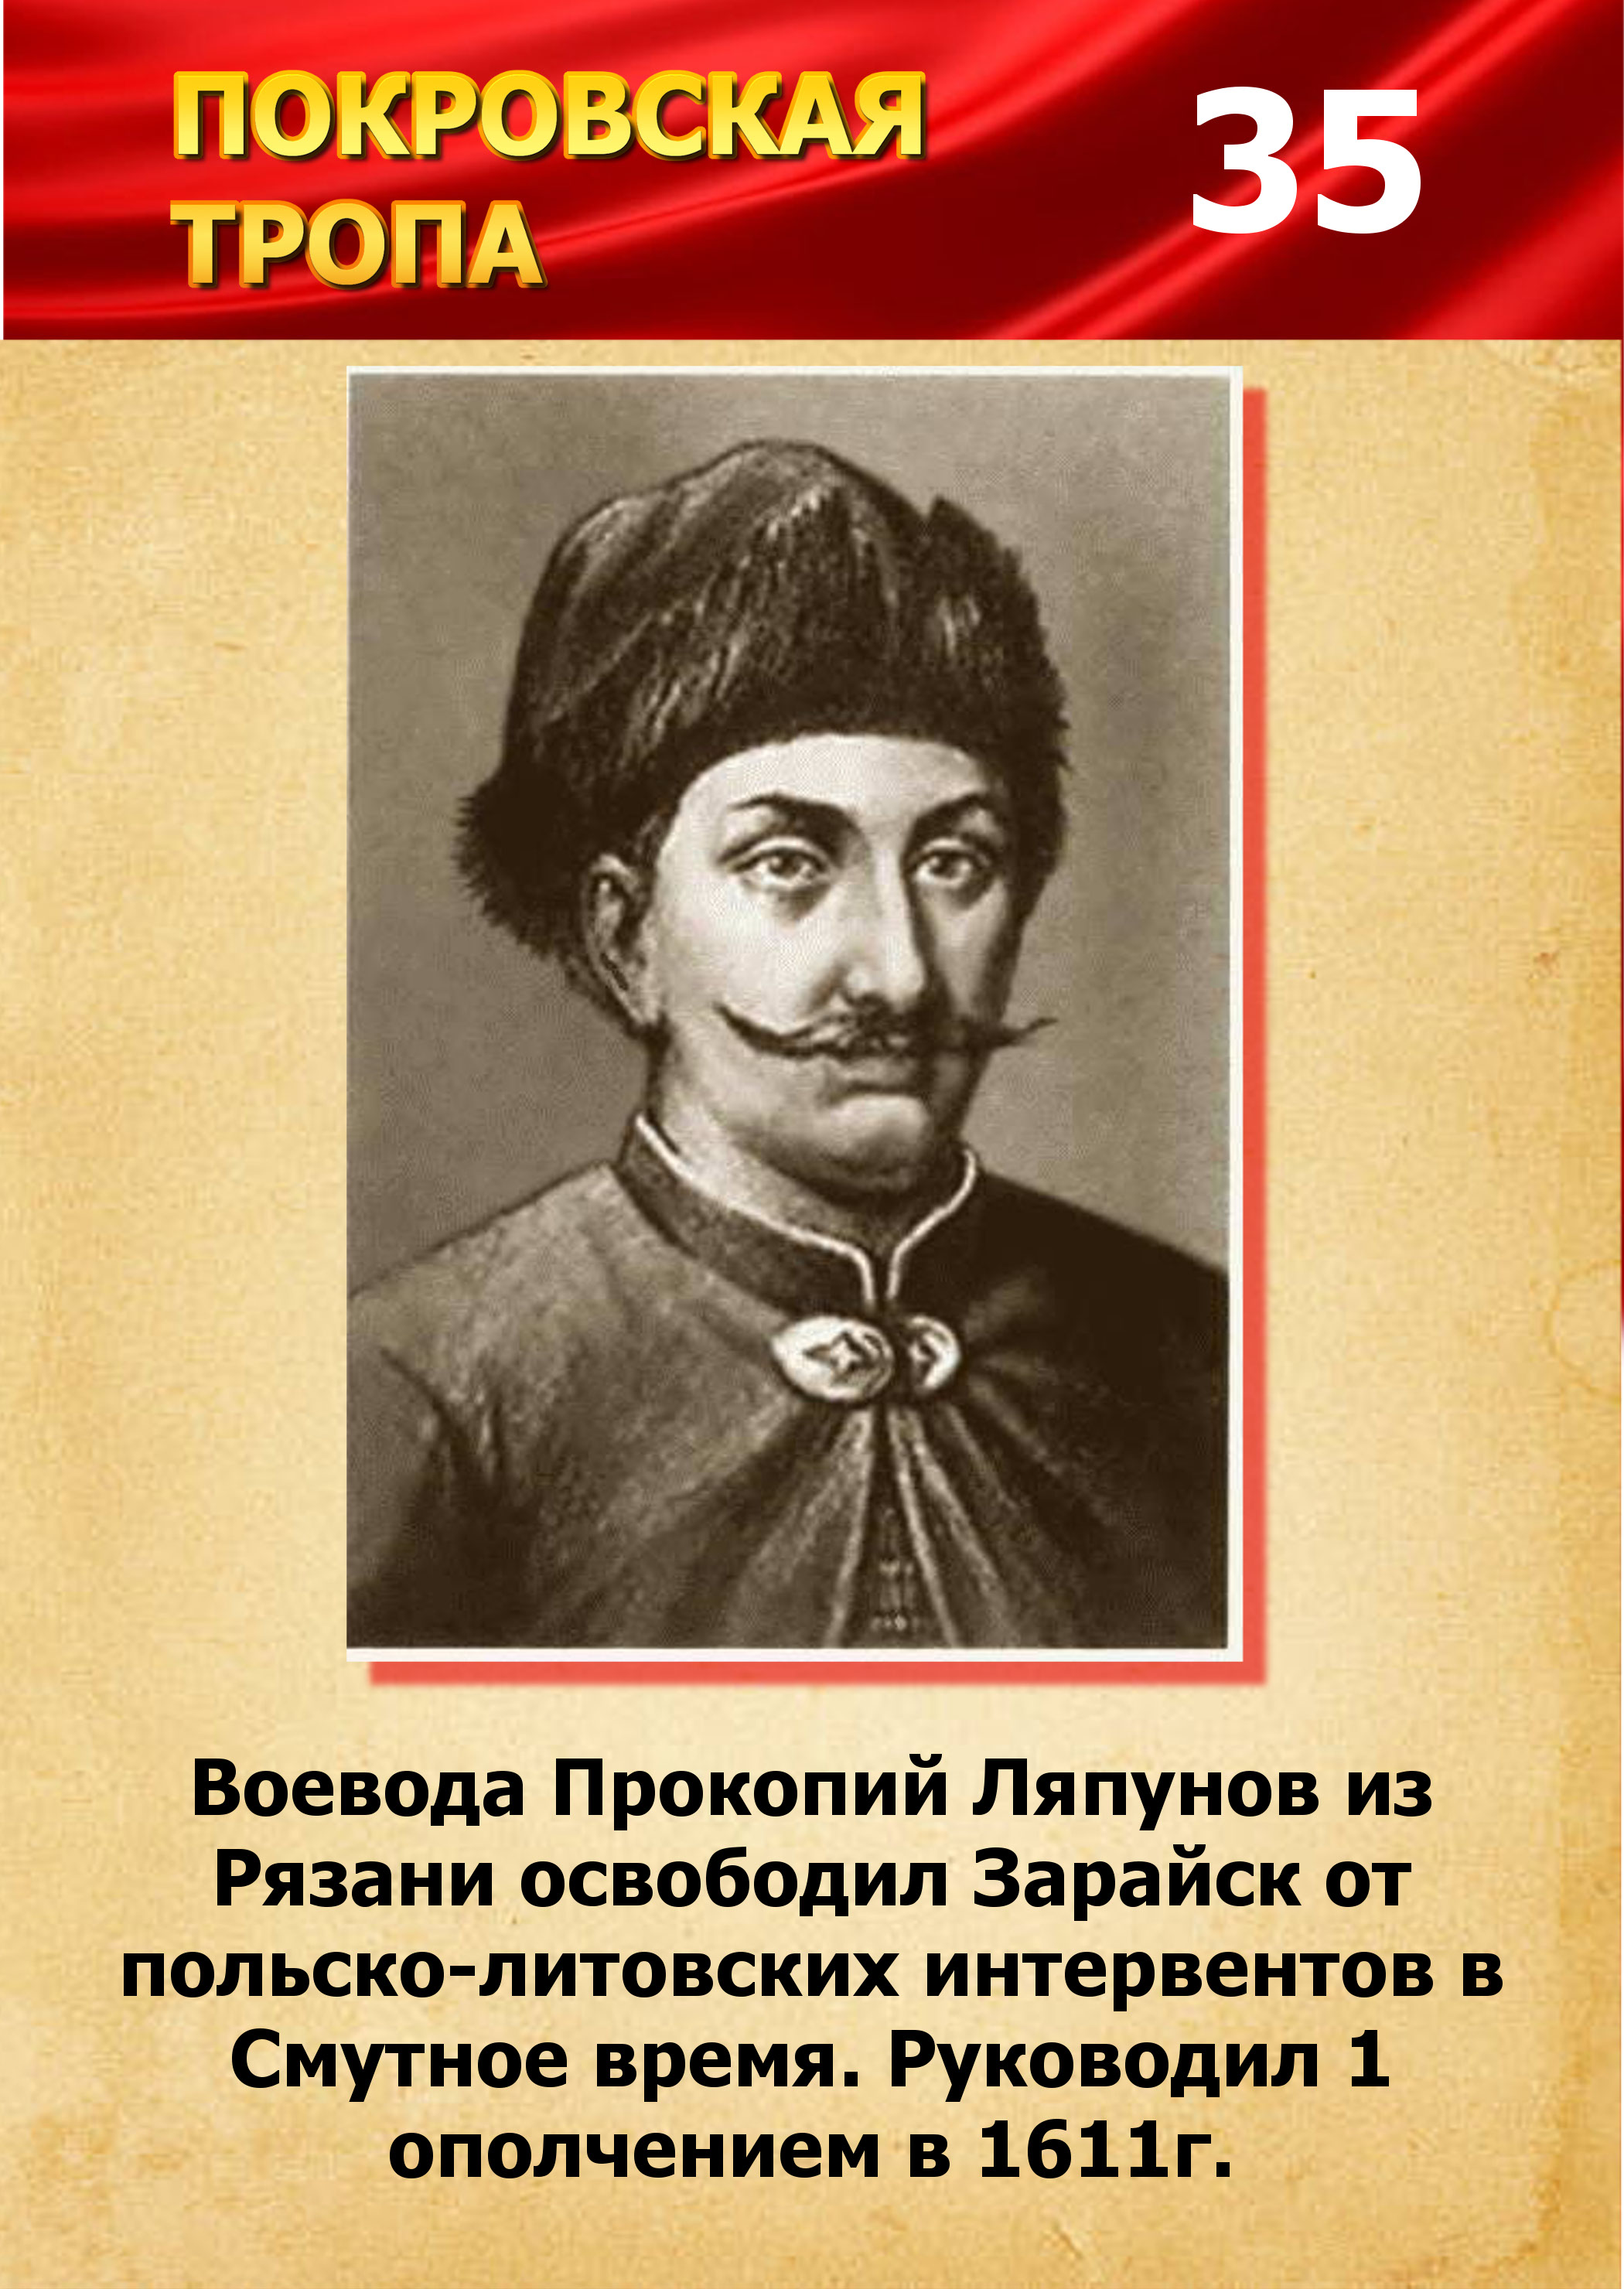 ПОКРОВСКАЯ
ТРОПА
35
Воевода Прокопий Ляпунов из
Рязани освободил Зарайск от
польско-литовских интервентов в
Смутное время. Руководил 1
ополчением в 1611г.